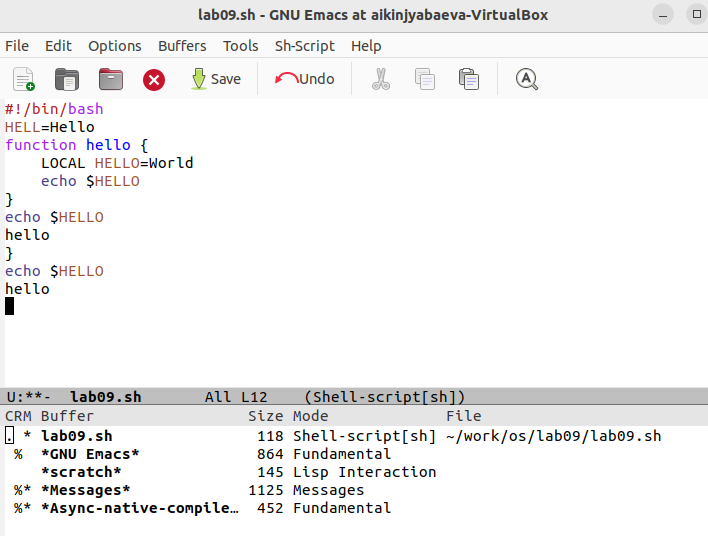 lab09.sh - GNU Emacs at aikinjyabaeva-VirtualBox
File Edit Options Buffers Tools Sh-Script Help
Save Undo
#!/bin/bash
HELL=Hello
function hello {
    LOCAL HELLO=World
    echo $HELLO
}
echo $HELLO
hello
}
echo $HELLO
hello
U:**-  lab09.sh       All L12    (Shell-script[sh])
CRM Buffer                 Size Mode             File
. * lab09.sh                118 Shell-script[sh] ~/work/os/lab09/lab09.sh
 %  *GNU Emacs*             864 Fundamental
    *scratch*               145 Lisp Interaction
 %* *Messages*             1125 Messages
 %* *Async-native-compile…  452 Fundamental